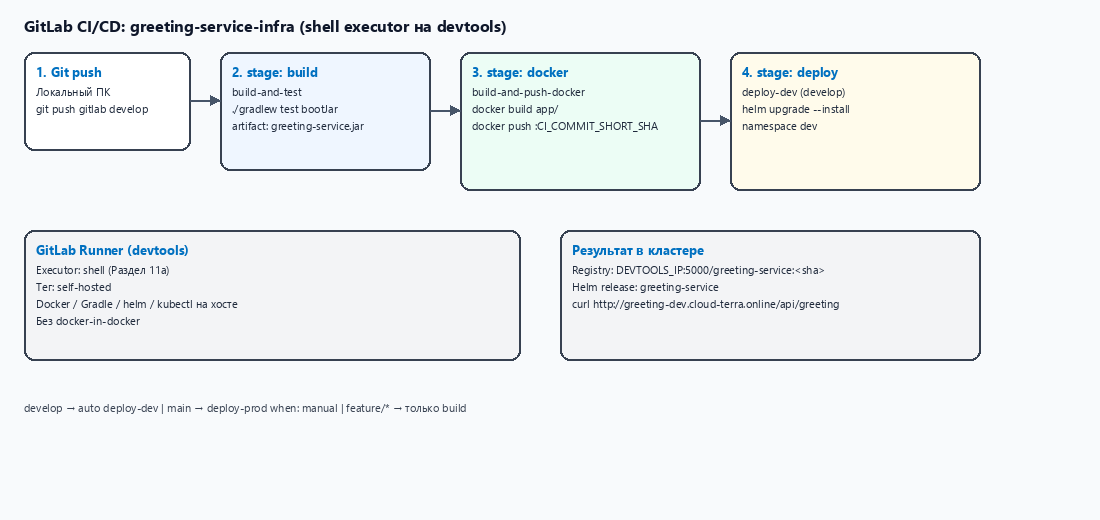 GitLab CI/CD: greeting-service-infra (shell executor на devtools)
1. Git push
Локальный ПК
git push gitlab develop
2. stage: build
build-and-test
./gradlew test bootJar
artifact: greeting-service.jar
3. stage: docker
build-and-push-docker
docker build app/
docker push :CI_COMMIT_SHORT_SHA
4. stage: deploy
deploy-dev (develop)
helm upgrade --install
namespace dev
GitLab Runner (devtools)
Executor: shell (Раздел 11a)
Тег: self-hosted
Docker / Gradle / helm / kubectl на хосте
Без docker-in-docker
Результат в кластере
Registry: DEVTOOLS_IP:5000/greeting-service:<sha>
Helm release: greeting-service
curl http://greeting-dev.cloud-terra.online/api/greeting
develop → auto deploy-dev | main → deploy-prod when: manual | feature/* → только build